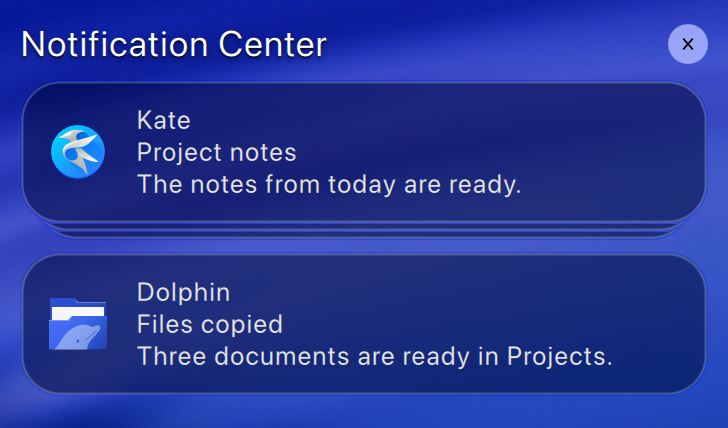 Notification Center
Kate
Project notes
The notes from today are ready.
Dolphin
Files copied
Three documents are ready in Projects.